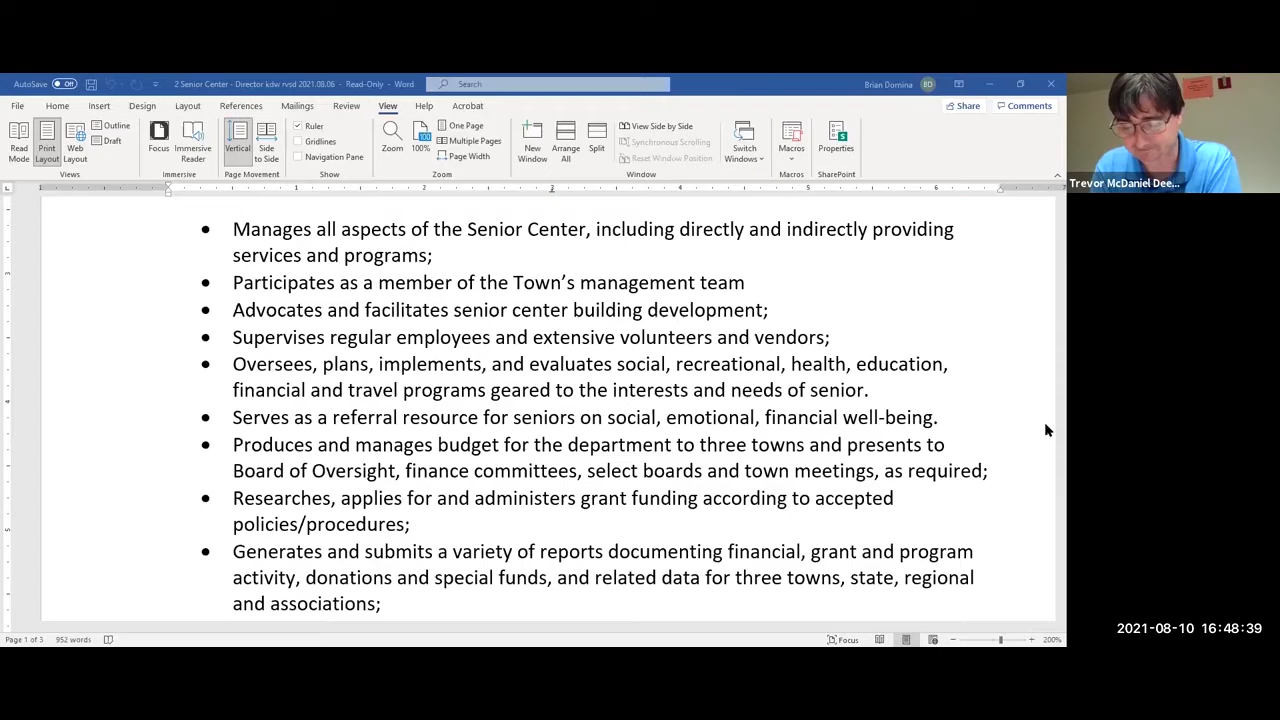 AutoSave Off 2 Senior Center - Director kdw rvsd 2021.08.06 - Read-Only - Word Search Brian Domina BD
File Home Insert Design Layout References Mailings Review View Help Acrobat Share Comments
Read Mode Print Layout Web Layout Outline Draft Focus Immersive Reader Vertical Side to Side Ruler Gridlines Navigation Pane Zoom 100% One Page Multiple Pages Page Width New Window Arrange All Split View Side by Side Synchronous Scrolling Reset Window Position Switch Windows Macros Properties
Views Immersive Page Movement Show Zoom Window Macros SharePoint
Trevor McDaniel Dee...
1 1 2 3 4 5 6
• Manages all aspects of the Senior Center, including directly and indirectly providing
services and programs;
• Participates as a member of the Town’s management team
• Advocates and facilitates senior center building development;
• Supervises regular employees and extensive volunteers and vendors;
• Oversees, plans, implements, and evaluates social, recreational, health, education,
financial and travel programs geared to the interests and needs of senior.
• Serves as a referral resource for seniors on social, emotional, financial well-being.
• Produces and manages budget for the department to three towns and presents to
Board of Oversight, finance committees, select boards and town meetings, as required;
• Researches, applies for and administers grant funding according to accepted
policies/procedures;
• Generates and submits a variety of reports documenting financial, grant and program
activity, donations and special funds, and related data for three towns, state, regional
and associations;
2021-08-10 16:48:39
Page 1 of 3 952 words Focus 200%